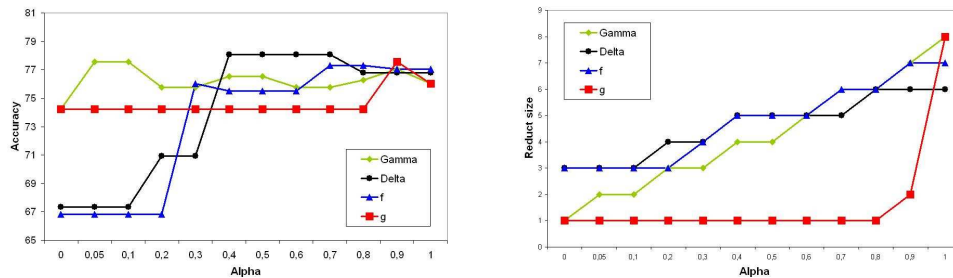 81
79
77
75
73
71
69
67
65
Accuracy
0 0,05 0,1 0,2 0,3 0,4 0,5 0,6 0,7 0,8 0,9 1
Alpha
Gamma
Delta
f
g
9
8
7
6
5
4
3
2
1
0
Reduct size
0 0,05 0,1 0,2 0,3 0,4 0,5 0,6 0,7 0,8 0,9 1
Alpha
Gamma
Delta
f
g